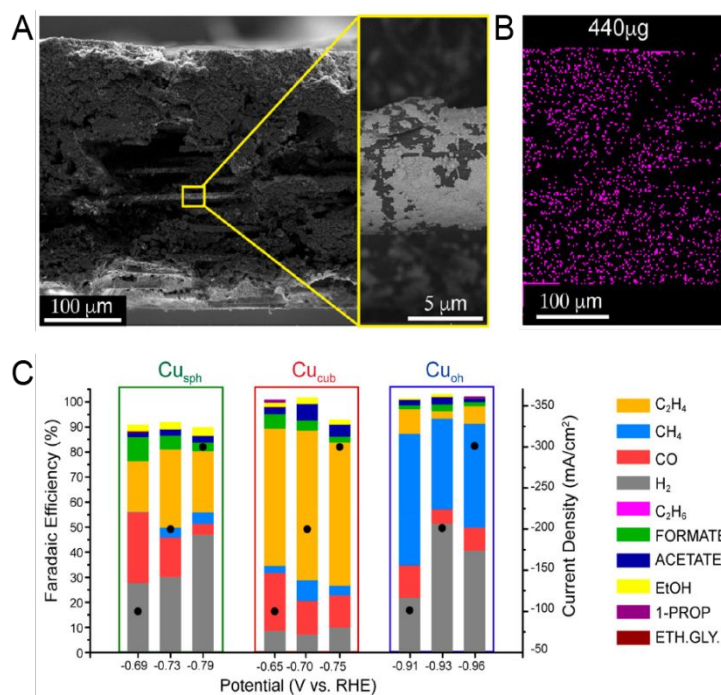 A
B
440μg
100 μm
5 μm
100 μm
C
Cu_sph
Cu_cub
Cu_oh
Faradaic Efficiency (%)
100
90
80
70
60
50
40
30
20
10
0
-0.69 -0.73 -0.79
-0.65 -0.70 -0.75
-0.91 -0.93 -0.96
Potential (V vs. RHE)
-350
-300
-250
-200
-150
-100
-50
Current Density (mA/cm²)
C₂H₄
CH₄
CO
H₂
C₂H₆
FORMATE
ACETATE
EtOH
1-PROP
ETH.GLY.